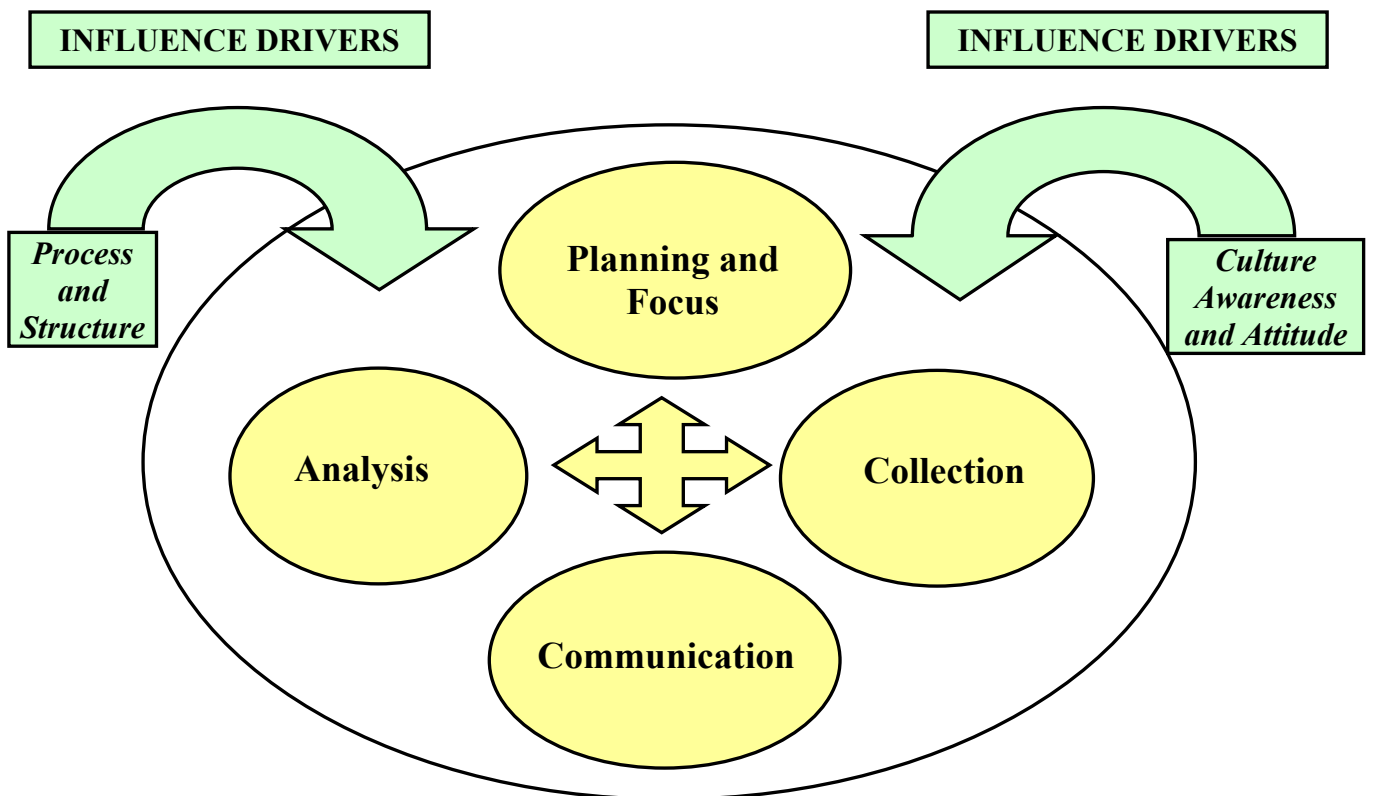 INFLUENCE DRIVERS
INFLUENCE DRIVERS
Process
and
Structure
Culture
Awareness
and Attitude
Planning and
Focus
Analysis
Collection
Communication